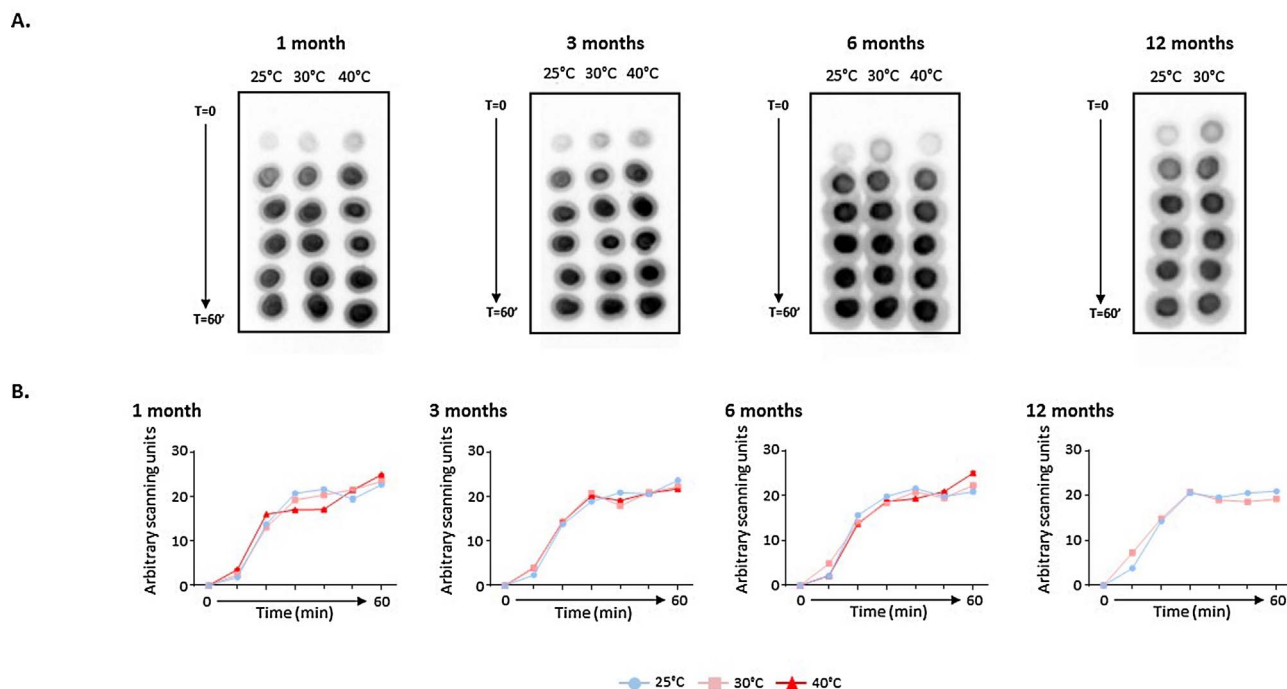 A.
1 month
25°C 30°C 40°C
T=0
T=60'
3 months
25°C 30°C 40°C
T=0
T=60'
6 months
25°C 30°C 40°C
T=0
T=60'
12 months
25°C 30°C
T=0
T=60'
B.
1 month
Arbitrary scanning units
30
20
10
0
0 60
Time (min)
3 months
Arbitrary scanning units
30
20
10
0
0 60
Time (min)
6 months
Arbitrary scanning units
30
20
10
0
0 60
Time (min)
12 months
Arbitrary scanning units
30
20
10
0
0 60
Time (min)
25°C 30°C 40°C